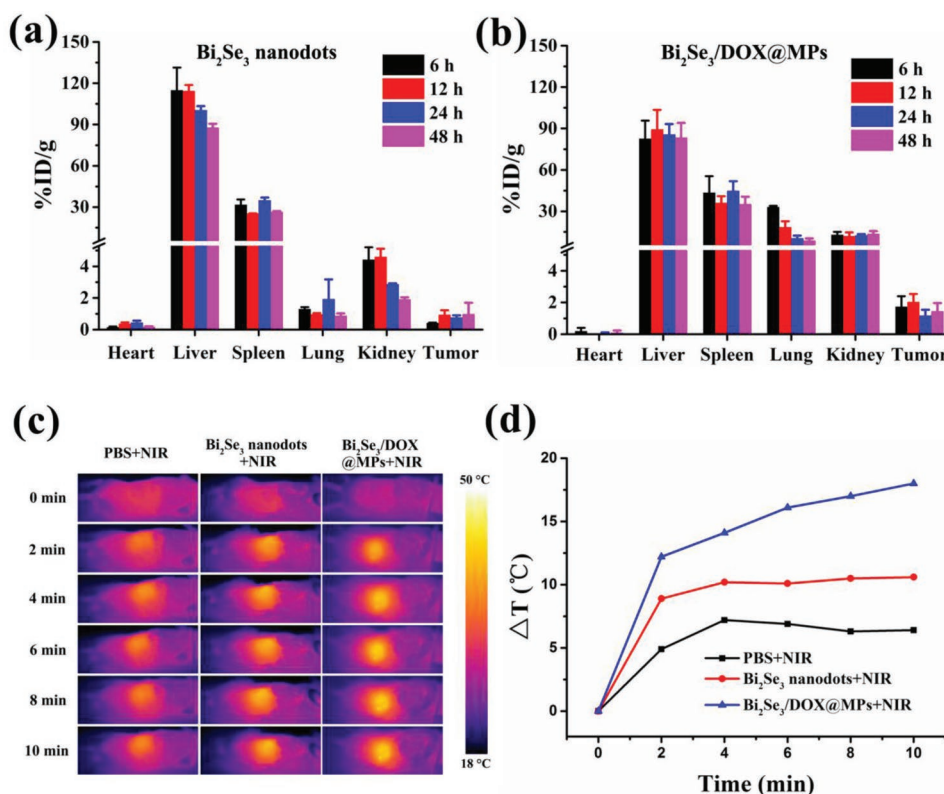 (a)
Bi₂Se₃ nanodots
6 h
12 h
24 h
48 h
%ID/g
150
120
90
60
30
4
2
0
Heart Liver Spleen Lung Kidney Tumor
(b)
Bi₂Se₃/DOX@MPs
6 h
12 h
24 h
48 h
%ID/g
150
120
90
60
30
4
2
0
Heart Liver Spleen Lung Kidney Tumor
(c)
PBS+NIR
Bi₂Se₃ nanodots
+NIR
Bi₂Se₃/DOX
@MPs+NIR
0 min
2 min
4 min
6 min
8 min
10 min
50 °C
18 °C
(d)
△T (℃)
20
15
10
5
0
PBS+NIR
Bi₂Se₃ nanodots+NIR
Bi₂Se₃/DOX@MPs+NIR
0 2 4 6 8 10
Time (min)